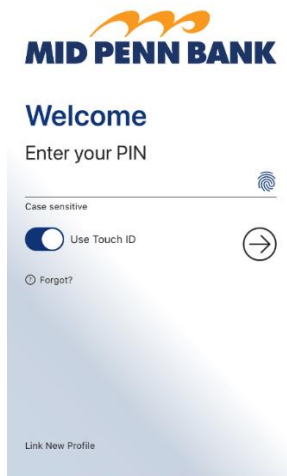 MID PENN BANK
Welcome
Enter your PIN
Case sensitive
Use Touch ID
Forgot?
Link New Profile